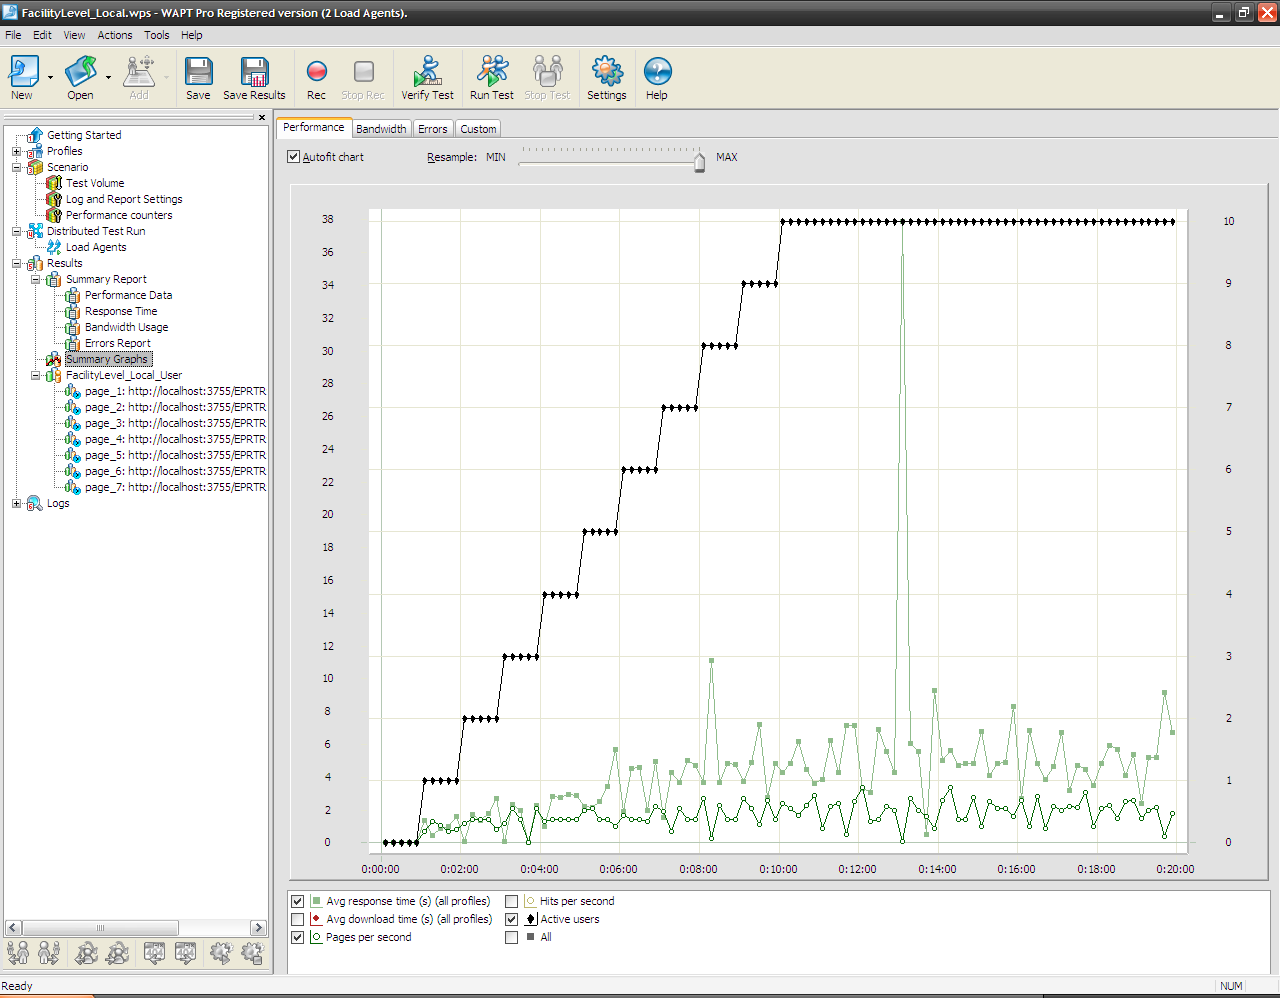 FacilityLevel_Local.wps - WAPT Pro Registered version (2 Load Agents).
File Edit View Actions Tools Help
New Open Add Save Save Results Rec Stop Rec Verify Test Run Test Stop Test Settings Help
Getting Started
Profiles
Scenario
Test Volume
Log and Report Settings
Performance counters
Distributed Test Run
Load Agents
Results
Summary Report
Performance Data
Response Time
Bandwidth Usage
Errors Report
Summary Graphs
FacilityLevel_Local_User
page_1: http://localhost:3755/EPRTR
page_2: http://localhost:3755/EPRTR
page_3: http://localhost:3755/EPRTR
page_4: http://localhost:3755/EPRTR
page_5: http://localhost:3755/EPRTR
page_6: http://localhost:3755/EPRTR
page_7: http://localhost:3755/EPRTR
Logs
Performance Bandwidth Errors Custom
Autofit chart Resample: MIN MAX
38 10
36
34 9
32
30 8
28
26 7
24
22 6
20
18 5
16
14 4
12
10 3
8 2
6
4 1
2
0 0
0:00:00 0:02:00 0:04:00 0:06:00 0:08:00 0:10:00 0:12:00 0:14:00 0:16:00 0:18:00 0:20:00
Avg response time (s) (all profiles) Hits per second
Avg download time (s) (all profiles) Active users
Pages per second All
Ready NUM